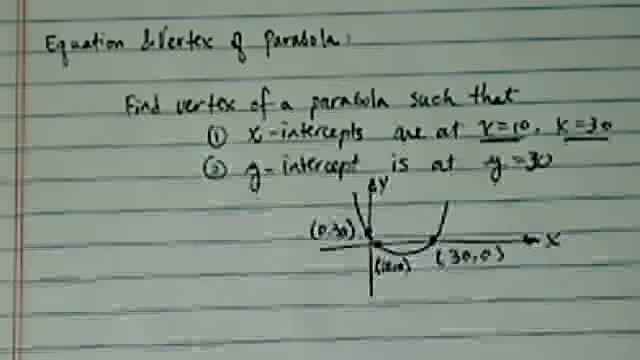 Equation & Vertex of Parabola:
Find vertex of a parabola such that
① x-intercepts are at x=10, x=30
② y-intercept is at y=30
y
(0,30)
x
(10,0)
(30,0)